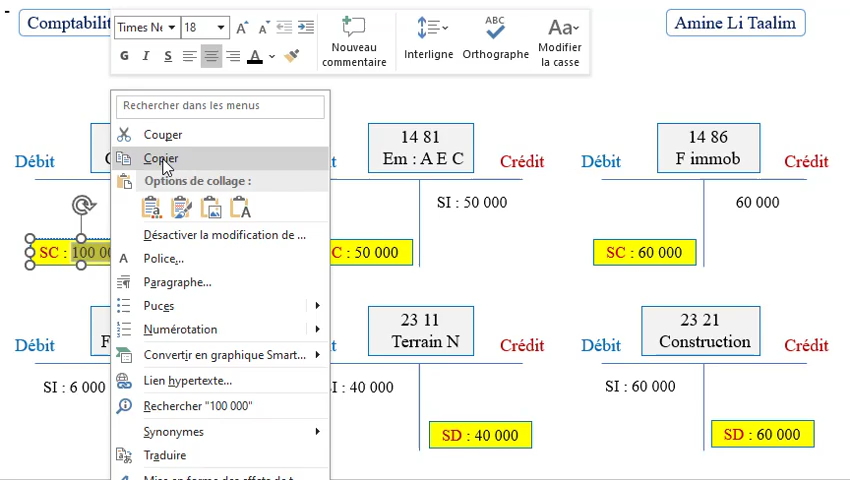 Comptabilit
Amine Li Taalim
Times Ne
18
Nouveau
commentaire
Interligne
Orthographe
Modifier
la casse
Rechercher dans les menus
Couper
Copier
Options de collage :
Désactiver la modification de ...
Police...
Paragraphe...
Puces
Numérotation
Convertir en graphique Smart...
Lien hypertexte...
Rechercher "100 000"
Synonymes
Traduire
Débit
SC : 100 00
14 81
Em : A E C
Crédit
SI : 50 000
C : 50 000
Débit
14 86
F immob
Crédit
60 000
SC : 60 000
Débit
F
SI : 6 000
23 11
Terrain N
Crédit
SI : 40 000
SD : 40 000
Débit
23 21
Construction
Crédit
SI : 60 000
SD : 60 000